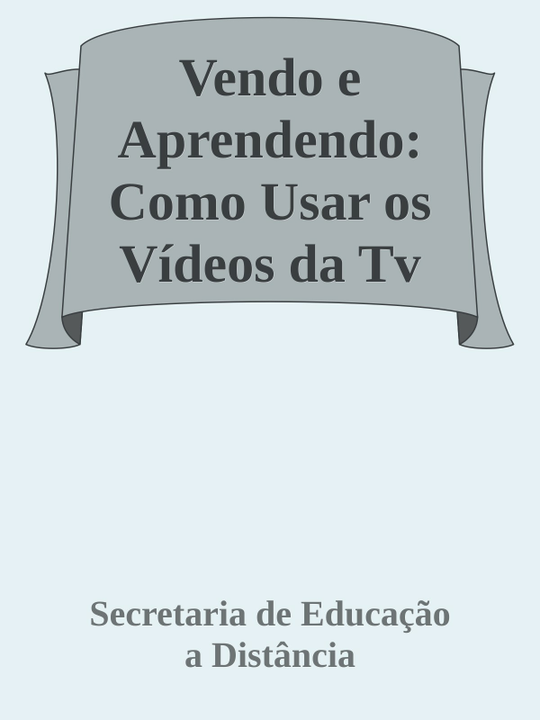 Vendo e
Aprendendo:
Como Usar os
Vídeos da Tv
Secretaria de Educação
a Distância